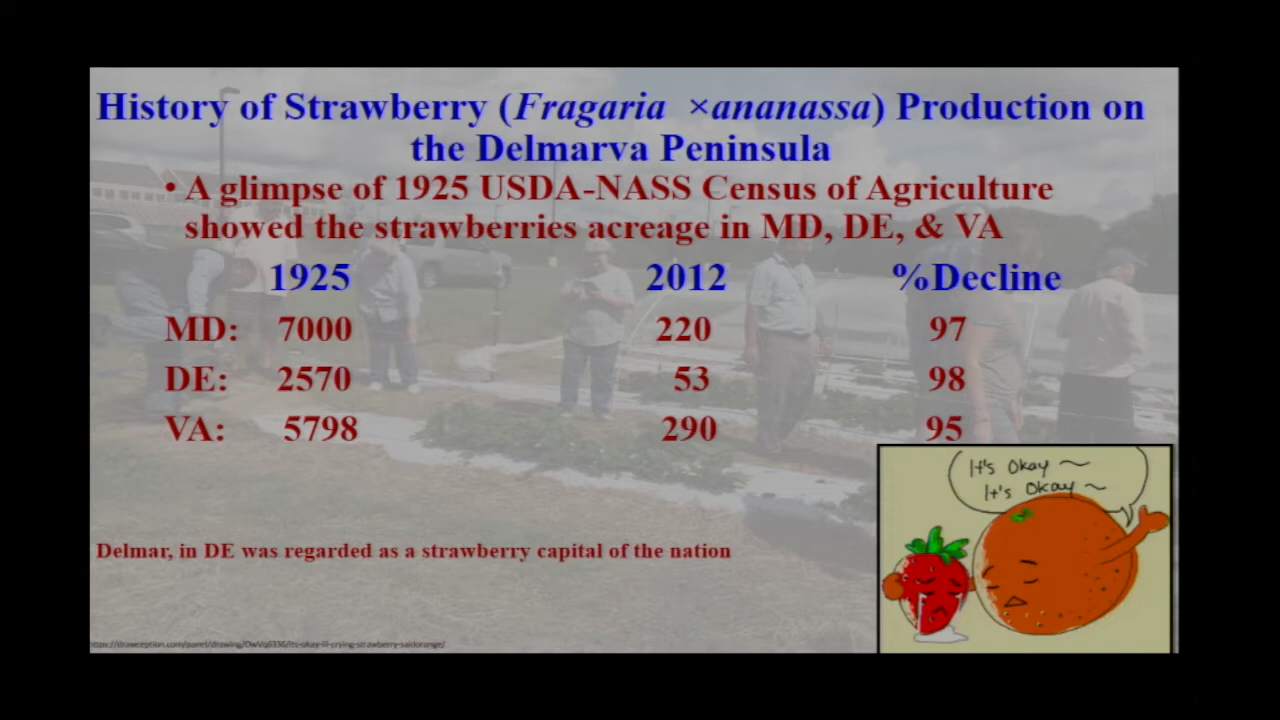 History of Strawberry (Fragaria ×ananassa) Production on
the Delmarva Peninsula
• A glimpse of 1925 USDA-NASS Census of Agriculture
showed the strawberries acreage in MD, DE, & VA
1925 2012 %Decline
MD: 7000 220 97
DE: 2570 53 98
VA: 5798 290 95
It's Okay ~
It's Okay ~
Delmar, in DE was regarded as a strawberry capital of the nation